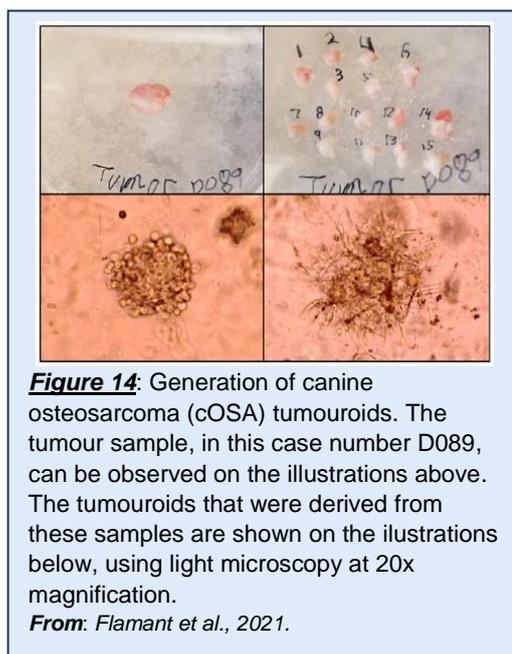 1 2 4 6
3 5
7 8 10 12 14
9 11 13 15
Tumor D089 Tumor D089
Figure 14: Generation of canine
osteosarcoma (cOSA) tumouroids. The
tumour sample, in this case number D089,
can be observed on the illustrations above.
The tumouroids that were derived from
these samples are shown on the ilustrations
below, using light microscopy at 20x
magnification.
From: Flamant et al., 2021.